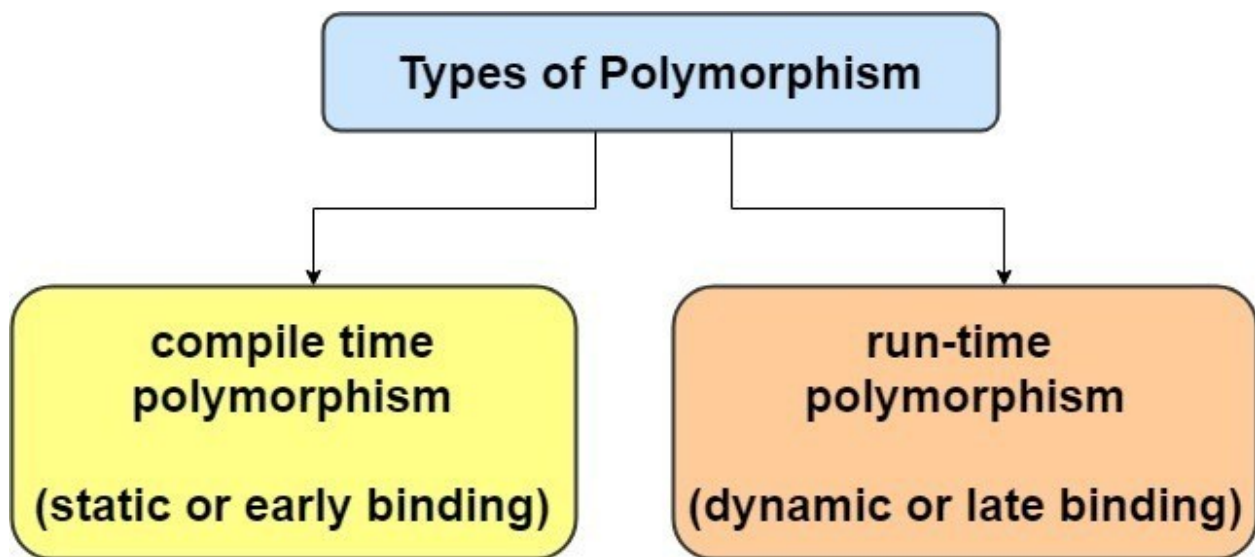 Types of Polymorphism
compile time
polymorphism
(static or early binding)
run-time
polymorphism
(dynamic or late binding)